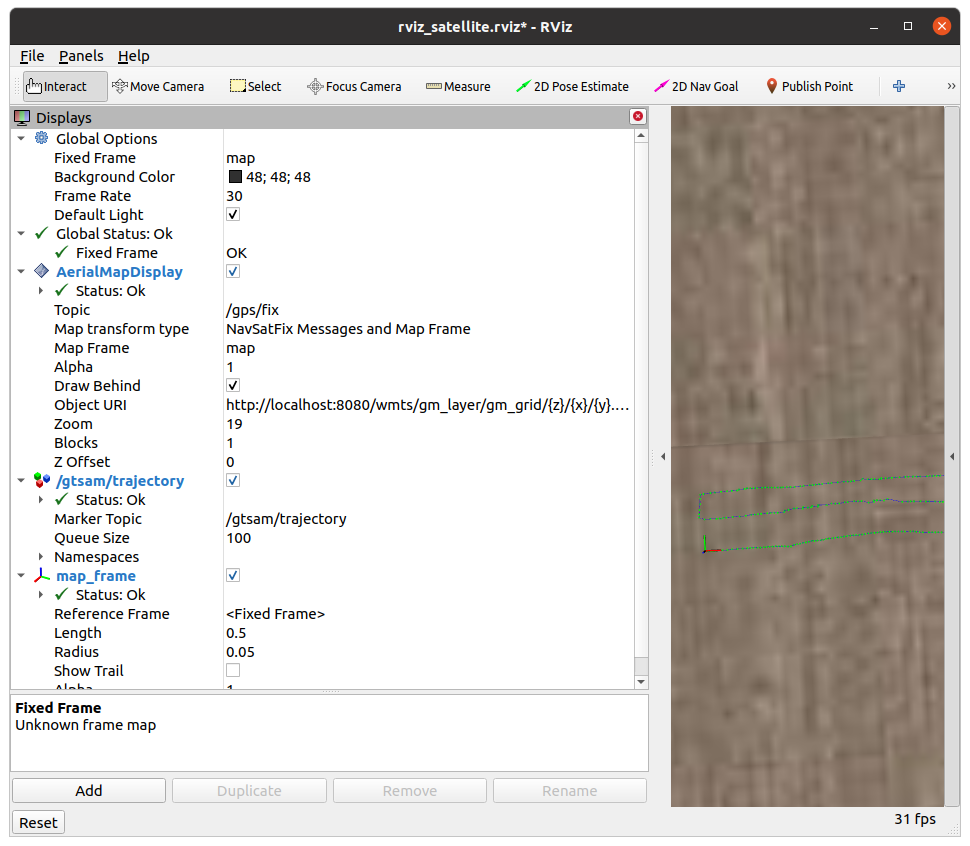 rviz_satellite.rviz* - RViz
File Panels Help
Interact Move Camera Select Focus Camera Measure 2D Pose Estimate 2D Nav Goal Publish Point »
Displays
Global Options
Fixed Frame map
Background Color 48; 48; 48
Frame Rate 30
Default Light
Global Status: Ok
Fixed Frame OK
AerialMapDisplay
Status: Ok
Topic /gps/fix
Map transform type NavSatFix Messages and Map Frame
Map Frame map
Alpha 1
Draw Behind
Object URI http://localhost:8080/wmts/gm_layer/gm_grid/{z}/{x}/{y}....
Zoom 19
Blocks 1
Z Offset 0
/gtsam/trajectory
Status: Ok
Marker Topic /gtsam/trajectory
Queue Size 100
Namespaces
map_frame
Status: Ok
Reference Frame <Fixed Frame>
Length 0.5
Radius 0.05
Show Trail
Alpha 1
Fixed Frame
Unknown frame map
Add Duplicate Remove Rename
Reset 31 fps